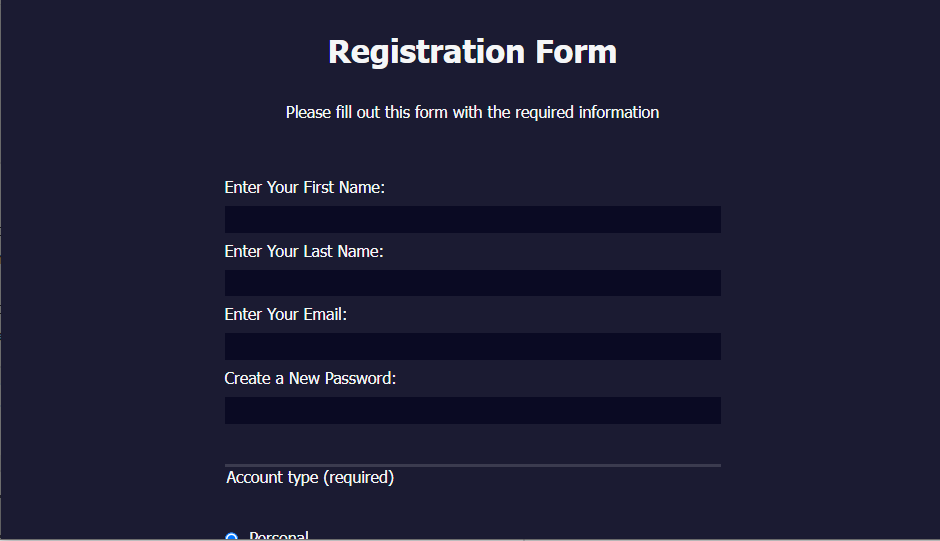 Registration Form
Please fill out this form with the required information
Enter Your First Name:
Enter Your Last Name:
Enter Your Email:
Create a New Password:
Account type (required)
Personal